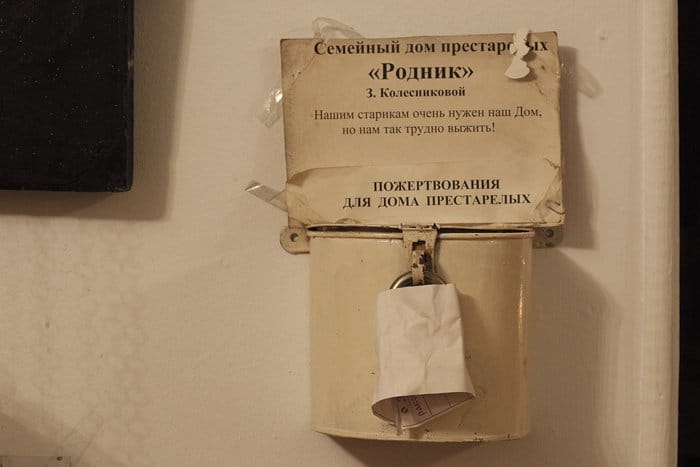 Семейный дом престарелых
«Родник»
З. Колесниковой
Нашим старикам очень нужен наш Дом,
но нам так трудно выжить!
ПОЖЕРТВОВАНИЯ
ДЛЯ ДОМА ПРЕСТАРЕЛЫХ